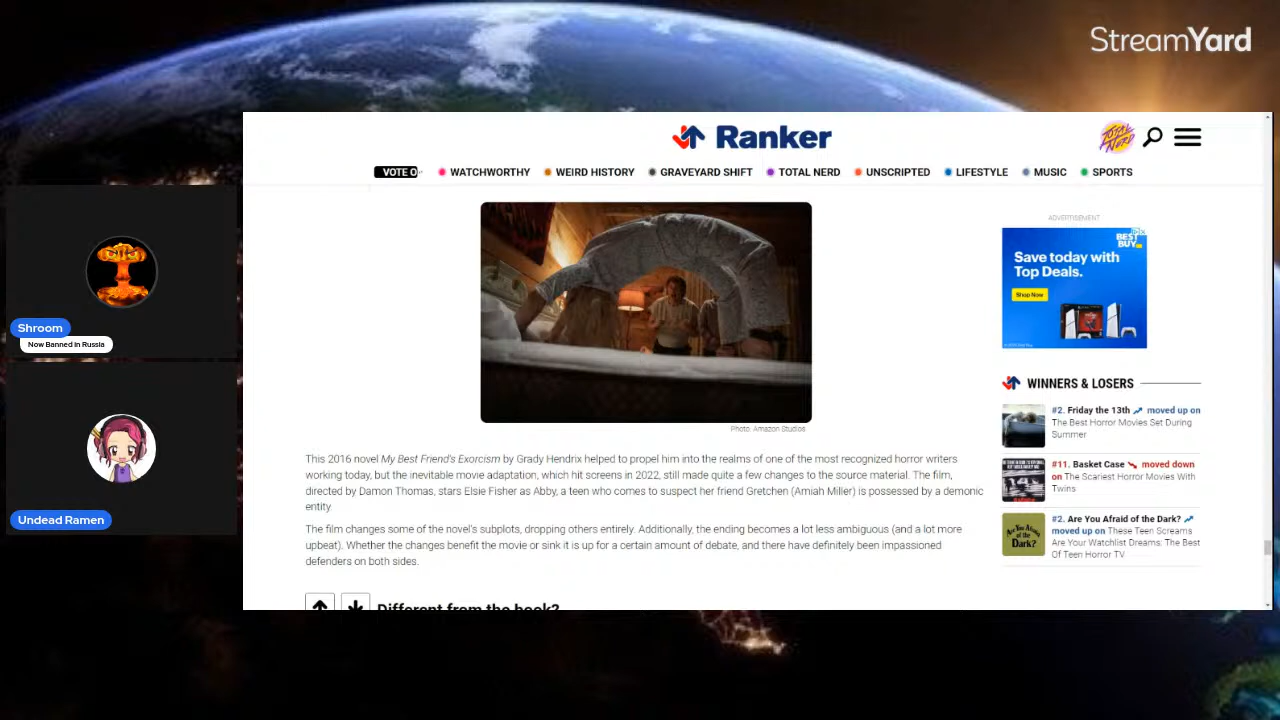 StreamYard
Ranker
TOTAL NERD
VOTE O
WATCHWORTHY
WEIRD HISTORY
GRAVEYARD SHIFT
TOTAL NERD
UNSCRIPTED
LIFESTYLE
MUSIC
SPORTS
Shroom
Now Banned in Russia
Undead Ramen
Photo: Amazon Studios
This 2016 novel My Best Friend's Exorcism by Grady Hendrix helped to propel him into the realms of one of the most recognized horror writers
working today, but the inevitable movie adaptation, which hit screens in 2022, still made quite a few changes to the source material. The film,
directed by Damon Thomas, stars Elsie Fisher as Abby, a teen who comes to suspect her friend Gretchen (Amiah Miller) is possessed by a demonic
entity.
The film changes some of the novel's subplots, dropping others entirely. Additionally, the ending becomes a lot less ambiguous (and a lot more
upbeat). Whether the changes benefit the movie or sink it is up for a certain amount of debate, and there have definitely been impassioned
defenders on both sides.
Different from the book?
ADVERTISEMENT
BEST
BUY
Save today with
Top Deals.
Shop Now
WINNERS & LOSERS
#2. Friday the 13th moved up on
The Best Horror Movies Set During
Summer
#11. Basket Case moved down
on The Scariest Horror Movies With
Twins
Are You
Afraid
of the
Dark?
#2. Are You Afraid of the Dark?
moved up on These Teen Screams
Are Your Watchlist Dreams: The Best
Of Teen Horror TV